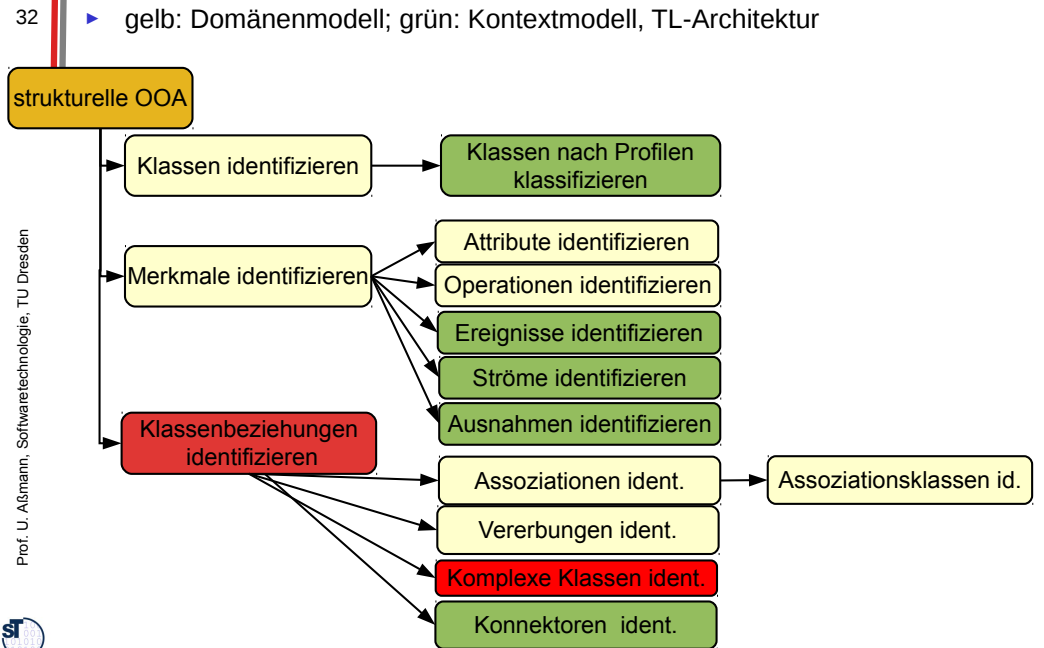 32
► gelb: Domänenmodell; grün: Kontextmodell, TL-Architektur
strukturelle OOA
Klassen identifizieren
Klassen nach Profilen
klassifizieren
Merkmale identifizieren
Attribute identifizieren
Operationen identifizieren
Ereignisse identifizieren
Ströme identifizieren
Ausnahmen identifizieren
Klassenbeziehungen
identifizieren
Assoziationen ident.
Assoziationsklassen id.
Vererbungen ident.
Komplexe Klassen ident.
Konnektoren ident.
Prof. U. Aßmann, Softwaretechnologie, TU Dresden
ST